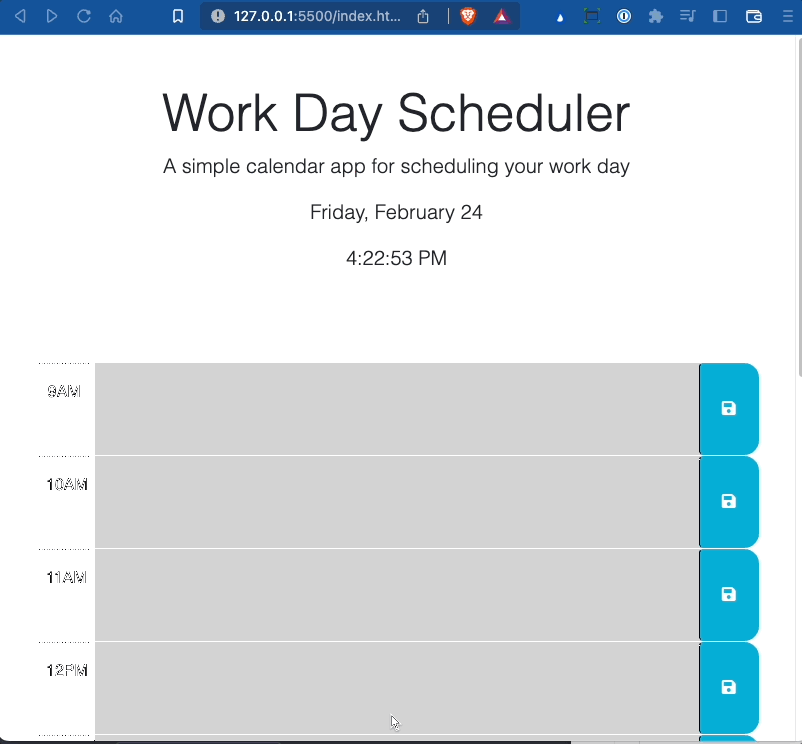 127.0.0.1:5500/index.ht...
Work Day Scheduler
A simple calendar app for scheduling your work day
Friday, February 24
4:22:53 PM
9AM
10AM
11AM
12PM